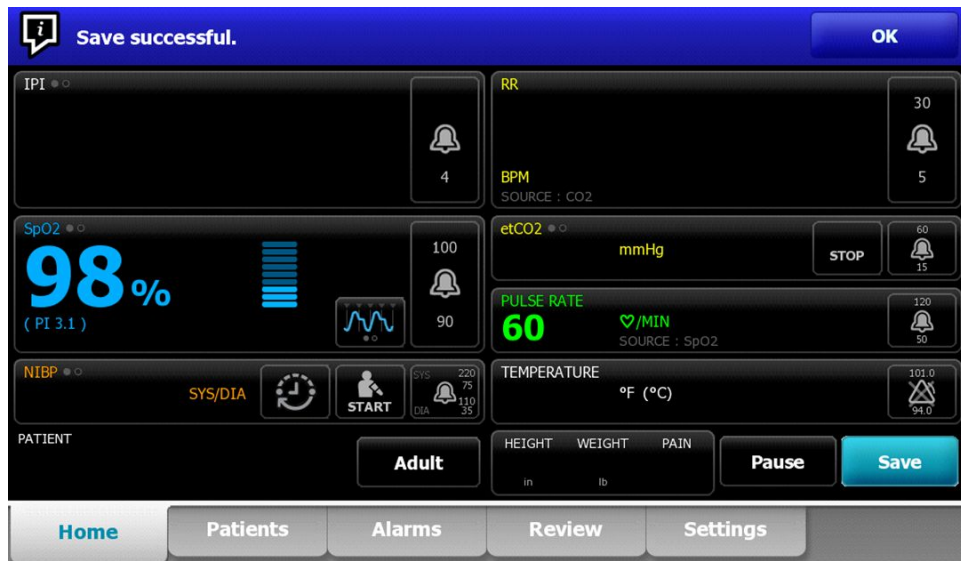 Save successful.
OK
IPI
4
RR
30
BPM
5
SOURCE : CO2
SpO2
98 %
( PI 3.1 )
100
90
etCO2
mmHg
STOP
60
15
PULSE RATE
60
♡/MIN
SOURCE : SpO2
120
50
NIBP
SYS/DIA
START
SYS 220
75
110
DIA 35
TEMPERATURE
°F (°C)
101.0
94.0
PATIENT
Adult
HEIGHT WEIGHT PAIN
in lb
Pause
Save
Home Patients Alarms Review Settings